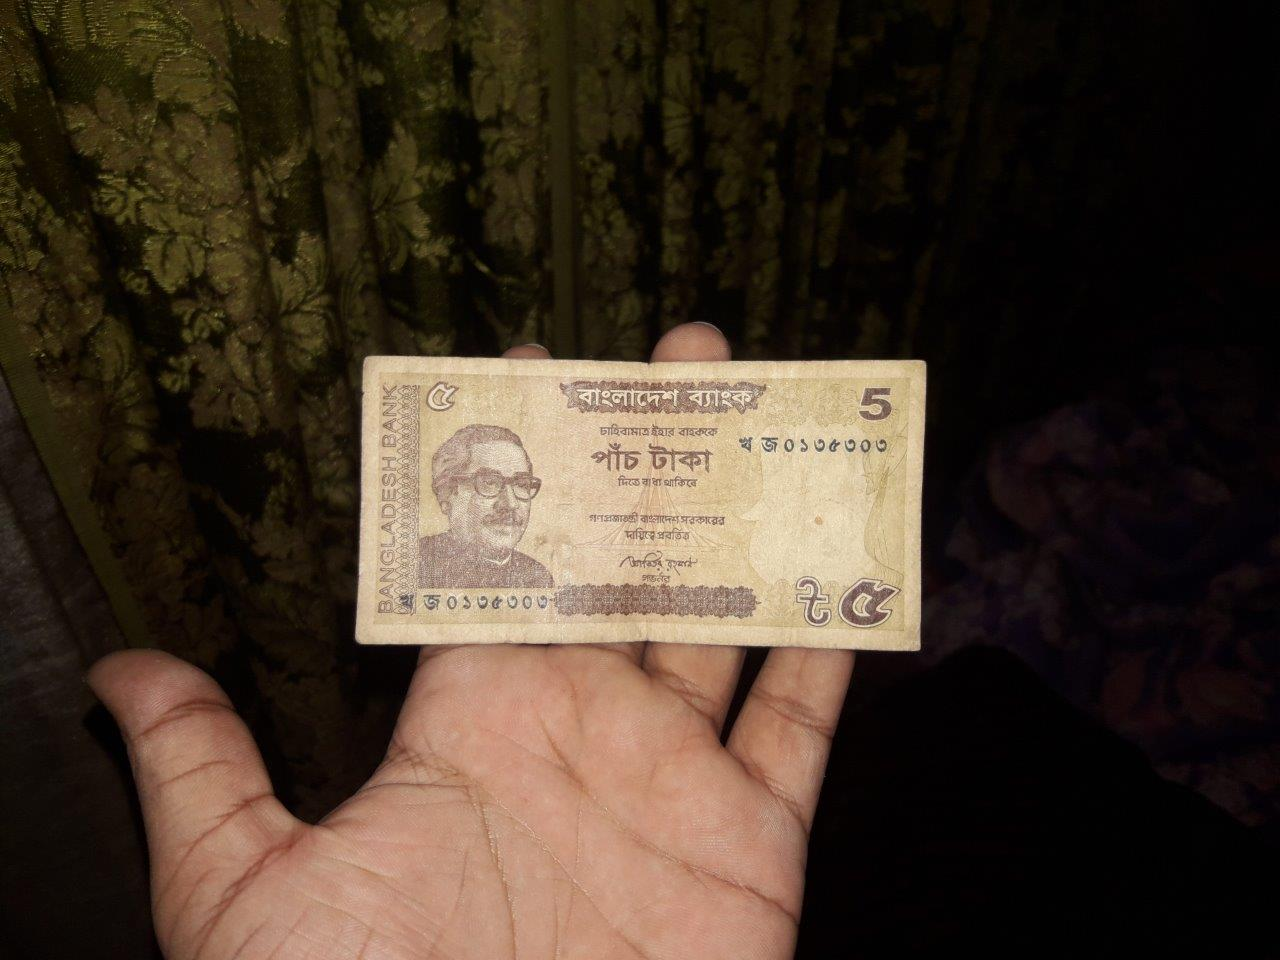 বাংলাদেশ ব্যাংক
৫
5
চাহিবামাত্র ইহার বাহককে
খ জ ০১৩৫৩০৩
পাঁচ টাকা
দিতে বাধ্য থাকিবে
গণপ্রজাতন্ত্রী বাংলাদেশ সরকারের
দায়িত্বে প্রবর্তিত
গভর্নর
খ জ ০১৩৫৩০৩
৳ ৫
BANGLADESH BANK